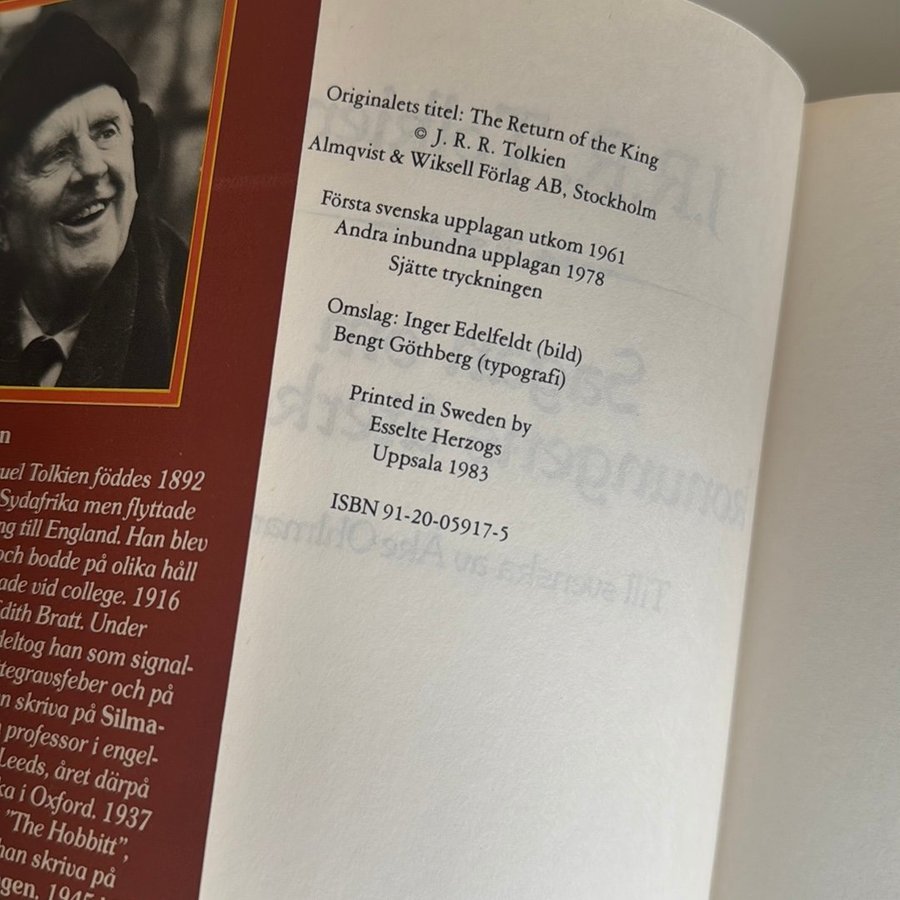 Originalets titel: The Return of the King
© J. R. R. Tolkien
Almqvist & Wiksell Förlag AB, Stockholm
Första svenska upplagan utkom 1961
Andra inbundna upplagan 1978
Sjätte tryckningen
Omslag: Inger Edelfeldt (bild)
Bengt Göthberg (typografi)
Printed in Sweden by
Esselte Herzogs
Uppsala 1983
ISBN 91-20-05917-5
Tolkien föddes 1892
Sydafrika men flyttade
till England. Han blev
och bodde på olika håll
vid college. 1916
Edith Bratt. Under
han som signal-
och på
skriva på Silma-
professor i engel-
Leeds, året därpå
i Oxford. 1937
"The Hobbitt”,
han skriva på